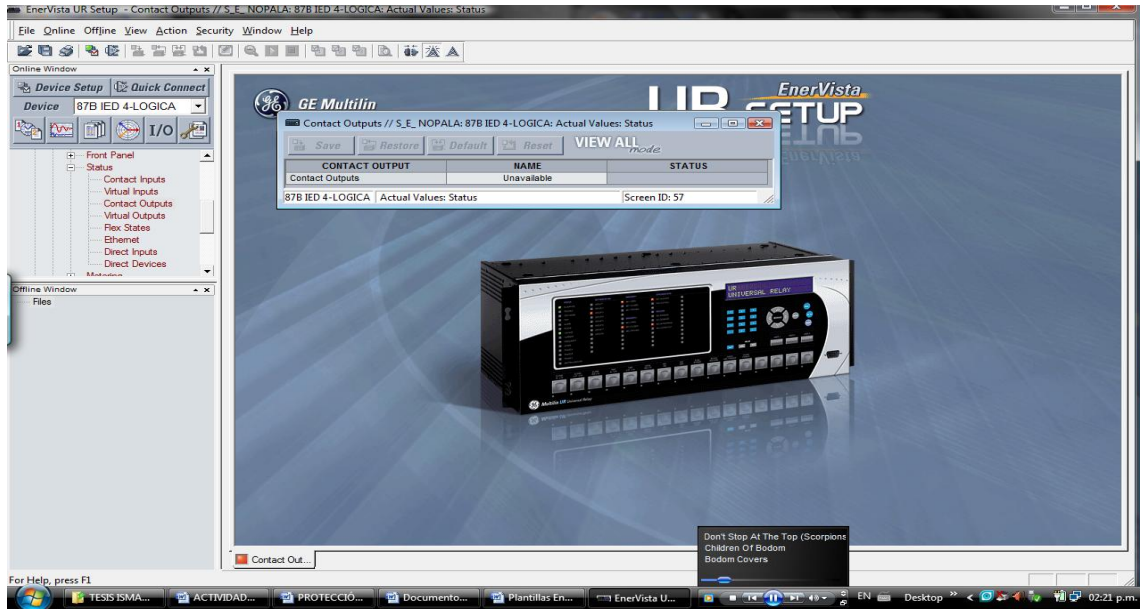 EnerVista UR Setup - Contact Outputs // S_E_ NOPALA: 87B IED 4-LOGICA: Actual Values: Status
File Online Offline View Action Security Window Help
Online Window
Device Setup Quick Connect
Device 87B IED 4-LOGICA
I/O
Front Panel
Status
Contact Inputs
Virtual Inputs
Contact Outputs
Virtual Outputs
Flex States
Ethernet
Direct Inputs
Direct Devices
Metering
Offline Window
Files
GE Multilin
EnerVista
UR SETUP
Contact Outputs // S_E_ NOPALA: 87B IED 4-LOGICA: Actual Values: Status
Save Restore Default Reset VIEW ALL mode
CONTACT OUTPUT NAME STATUS
Contact Outputs Unavailable
87B IED 4-LOGICA Actual Values: Status Screen ID: 57
UR
UNIVERSAL RELAY
Multilin UR
Contact Out...
Don't Stop At The Top (Scorpions
Children Of Bodom
Bodom Covers
For Help, press F1
TESIS ISMA... ACTIVIDAD... PROTECCIÓ... Documento... Plantillas En... EnerVista U... EN Desktop 02:21 p.m.